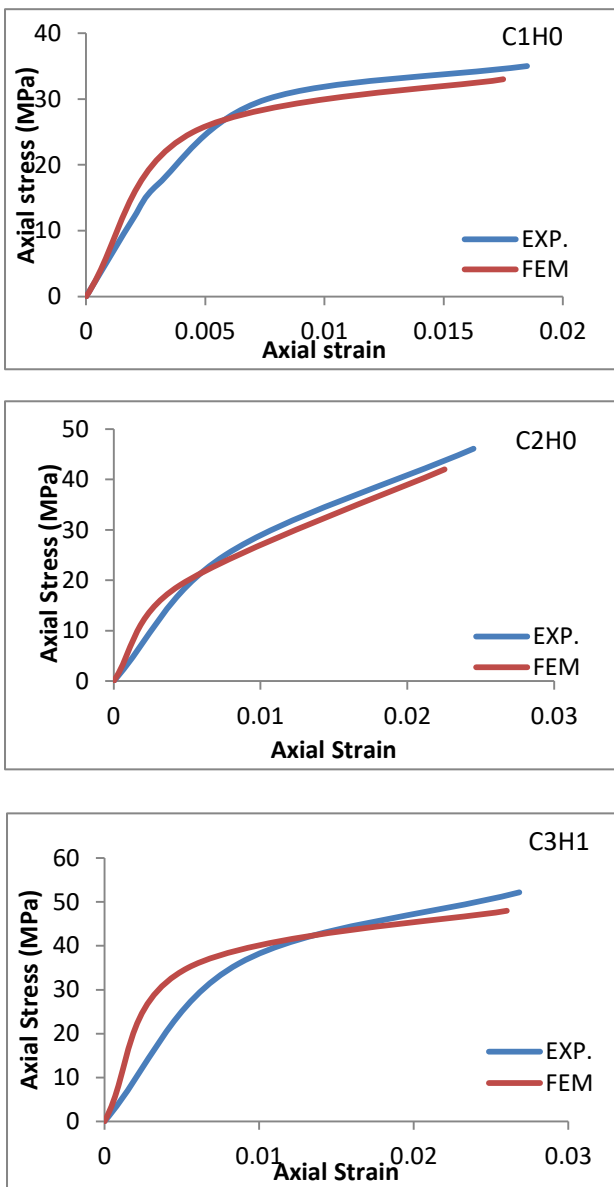 C1H0
Axial stress (MPa)
40
30
20
10
0
EXP.
FEM
0 0.005 0.01 0.015 0.02
Axial strain
C2H0
Axial Stress (MPa)
50
40
30
20
10
0
EXP.
FEM
0 0.01 0.02 0.03
Axial Strain
C3H1
Axial Stress (MPa)
60
50
40
30
20
10
0
EXP.
FEM
0 0.01 0.02 0.03
Axial Strain